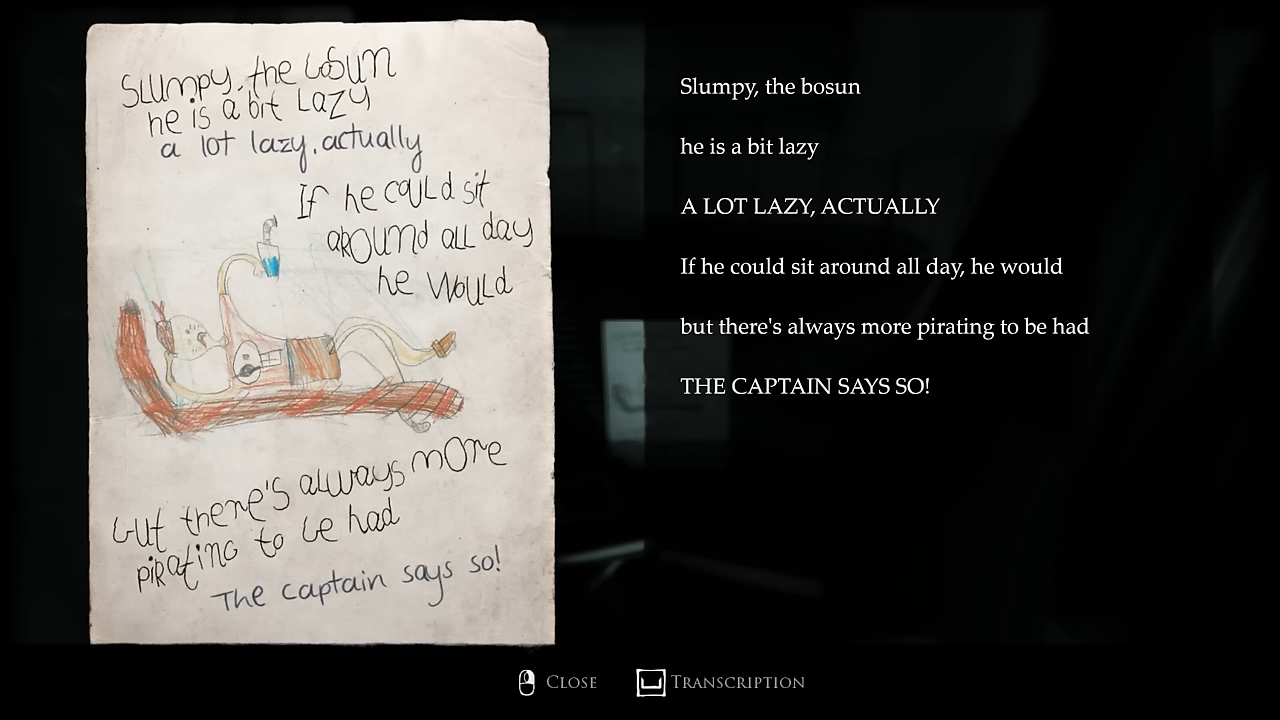 SLumpy, the bosun
he is a bit LAZy
a lot lazy, actually
If he couLd sit
aROUNd aLL day
he WouLd
but there's always mOre
piRatiNG to be had
The captain says so!
Slumpy, the bosun
he is a bit lazy
A LOT LAZY, ACTUALLY
If he could sit around all day, he would
but there's always more pirating to be had
THE CAPTAIN SAYS SO!
CLOSE
TRANSCRIPTION